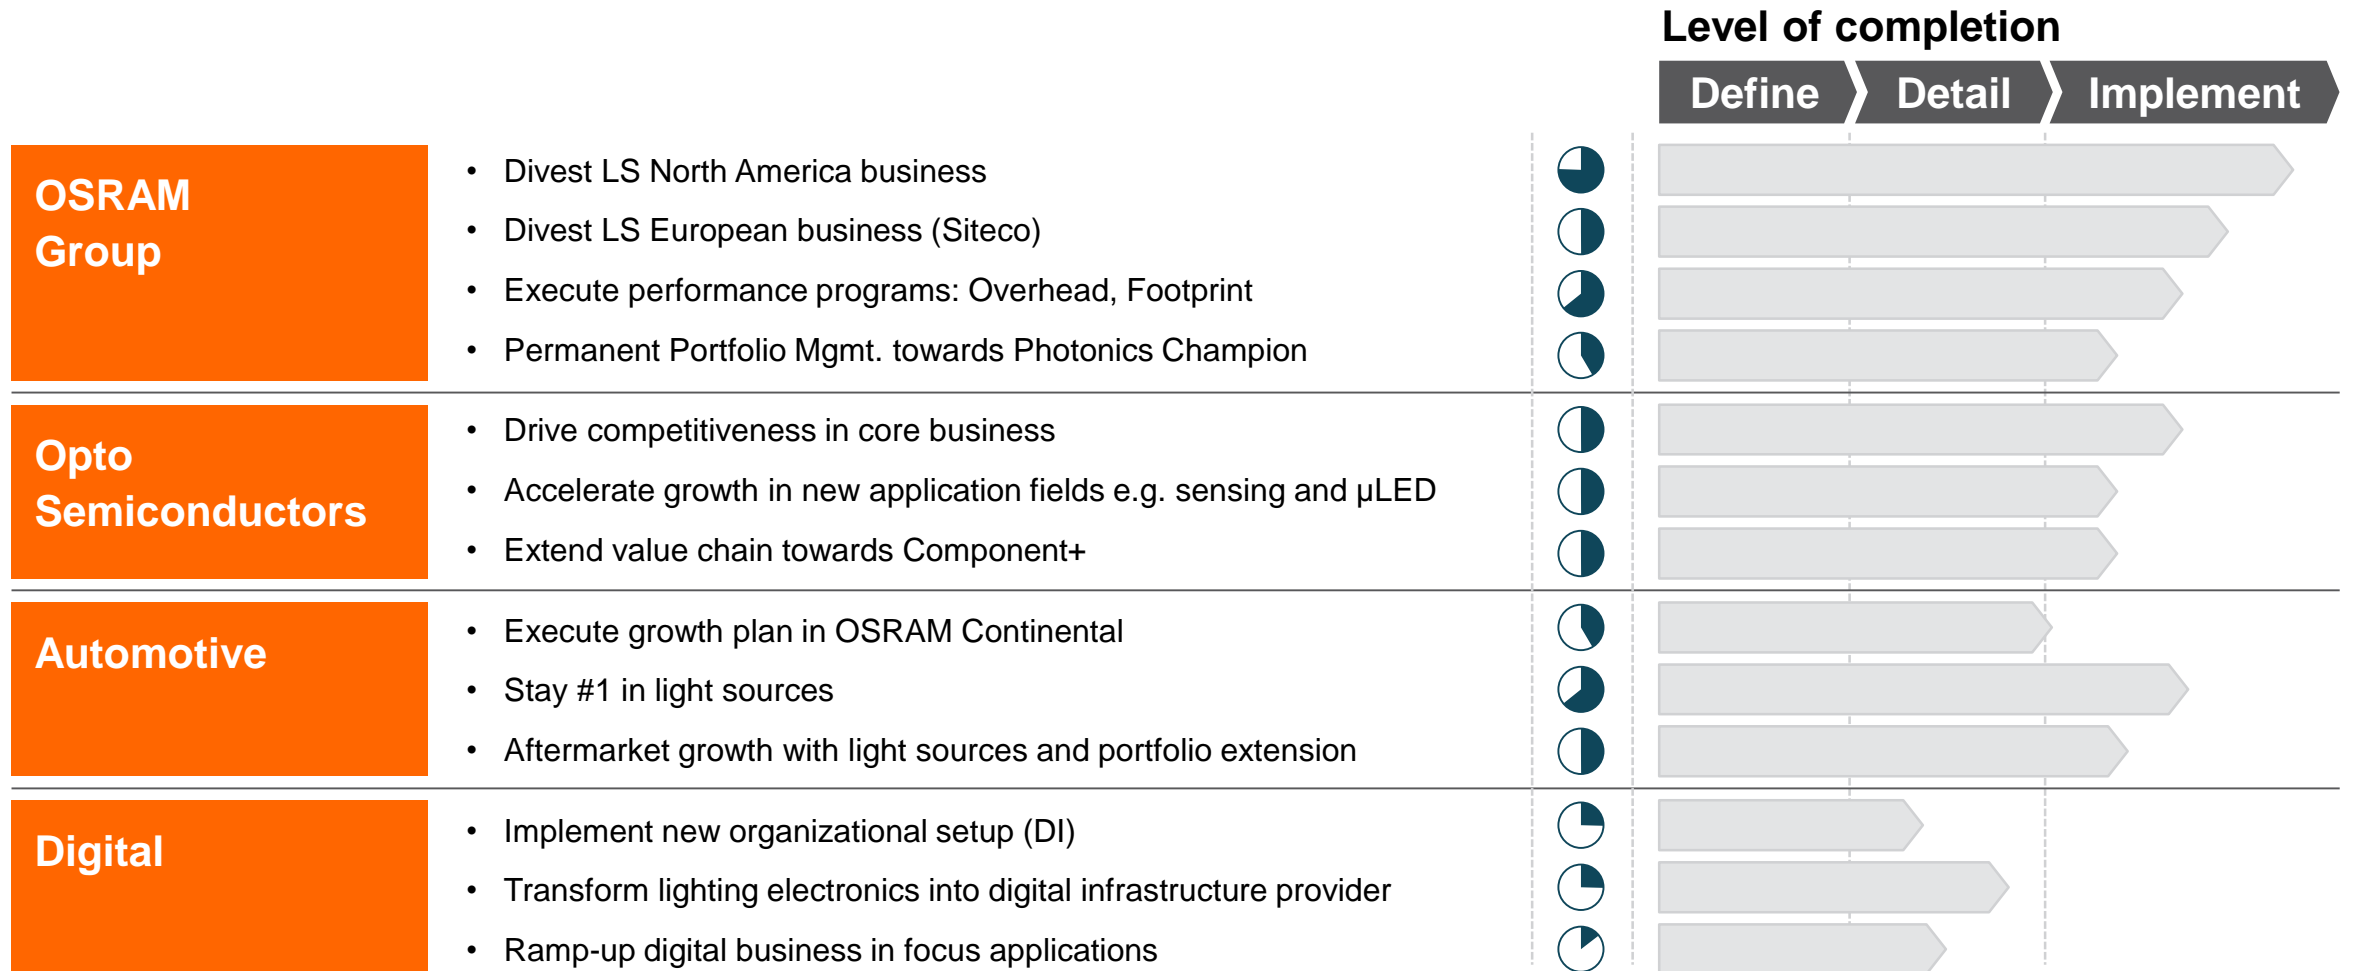 Level of completion
Define Detail Implement
OSRAM
Group
• Divest LS North America business
• Divest LS European business (Siteco)
• Execute performance programs: Overhead, Footprint
• Permanent Portfolio Mgmt. towards Photonics Champion
Opto
Semiconductors
• Drive competitiveness in core business
• Accelerate growth in new application fields e.g. sensing and µLED
• Extend value chain towards Component+
Automotive
• Execute growth plan in OSRAM Continental
• Stay #1 in light sources
• Aftermarket growth with light sources and portfolio extension
Digital
• Implement new organizational setup (DI)
• Transform lighting electronics into digital infrastructure provider
• Ramp-up digital business in focus applications